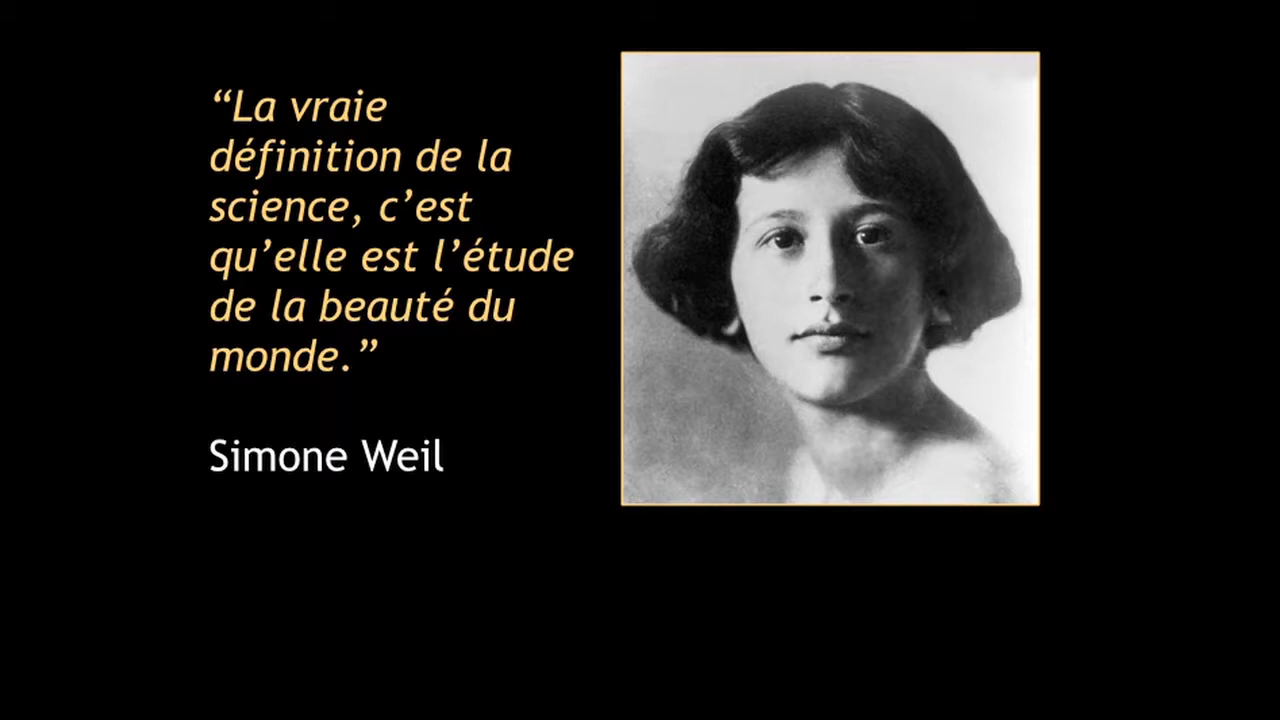 “La vraie
définition de la
science, c’est
qu’elle est l’étude
de la beauté du
monde.”
Simone Weil